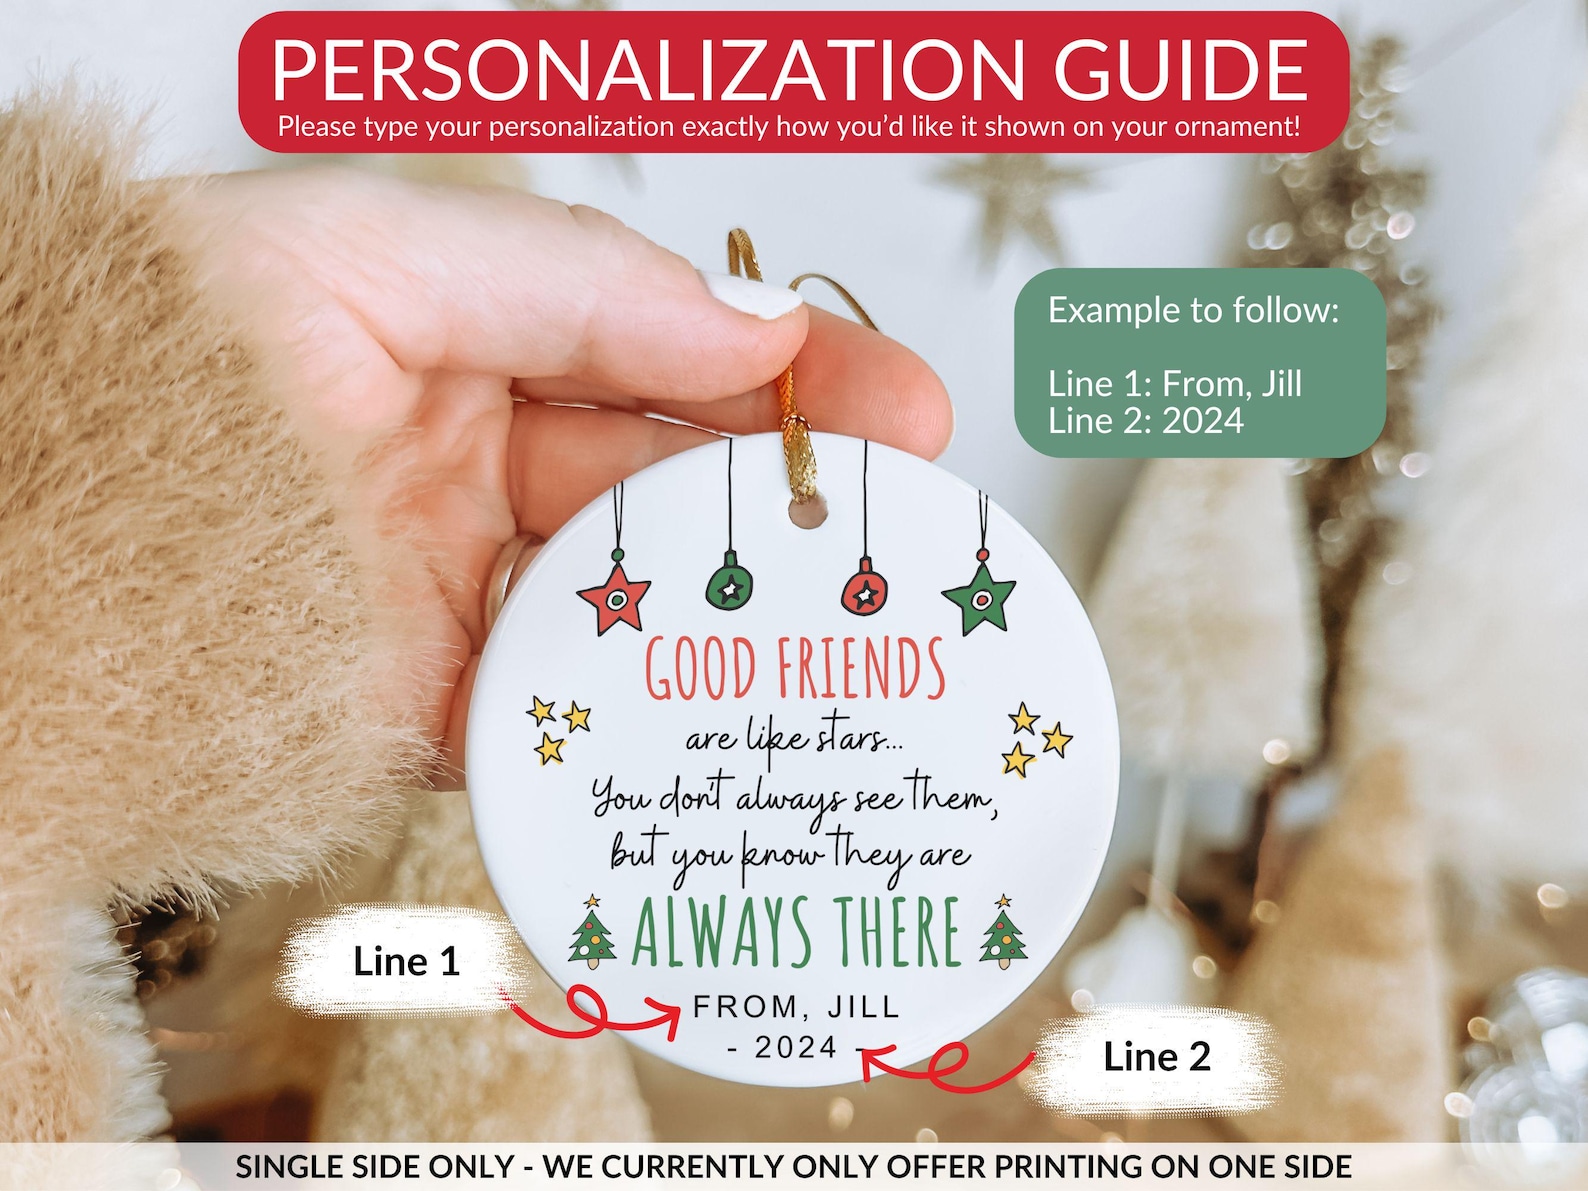 PERSONALIZATION GUIDE
Please type your personalization exactly how you'd like it shown on your ornament!
Example to follow:
Line 1: From, Jill
Line 2: 2024
GOOD FRIENDS
are like stars...
You don't always see them,
but you know they are
ALWAYS THERE
Line 1
FROM, JILL
- 2024 -
Line 2
SINGLE SIDE ONLY - WE CURRENTLY ONLY OFFER PRINTING ON ONE SIDE